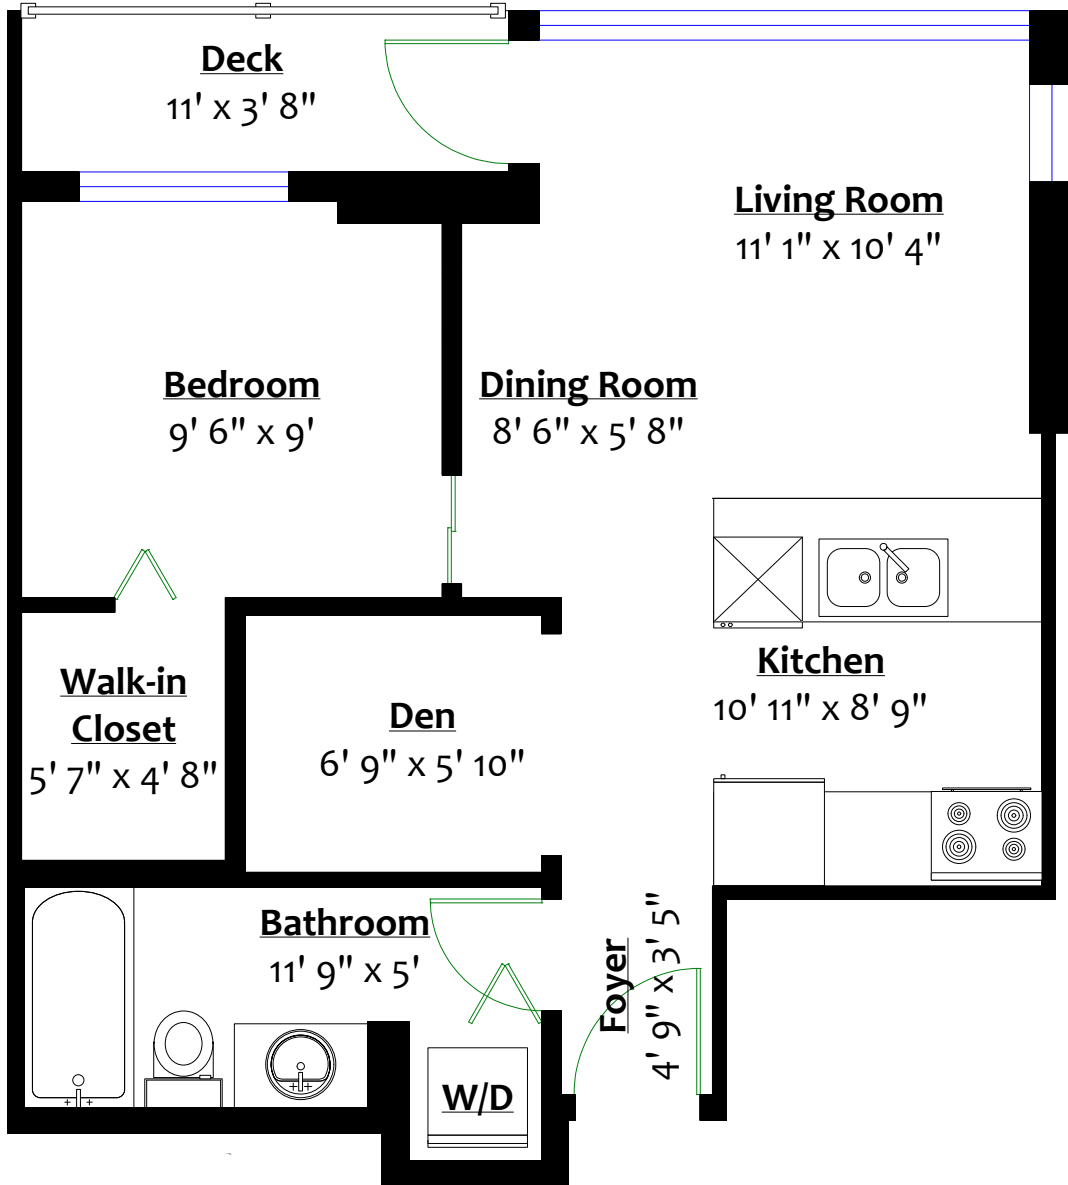 Deck
11' x 3' 8"
Living Room
11' 1" x 10' 4"
Bedroom
9' 6" x 9'
Dining Room
8' 6" x 5' 8"
Kitchen
10' 11" x 8' 9"
Walk-in
Closet
5' 7" x 4' 8"
Den
6' 9" x 5' 10"
Bathroom
11' 9" x 5'
Foyer
4' 9" x 3' 5"
W/D